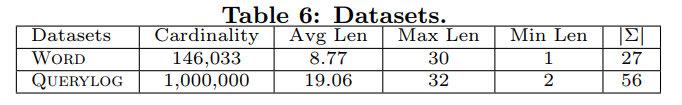 Table 6: Datasets.
Datasets Cardinality Avg Len Max Len Min Len |Σ|
WORD 146,033 8.77 30 1 27
QUERYLOG 1,000,000 19.06 32 2 56